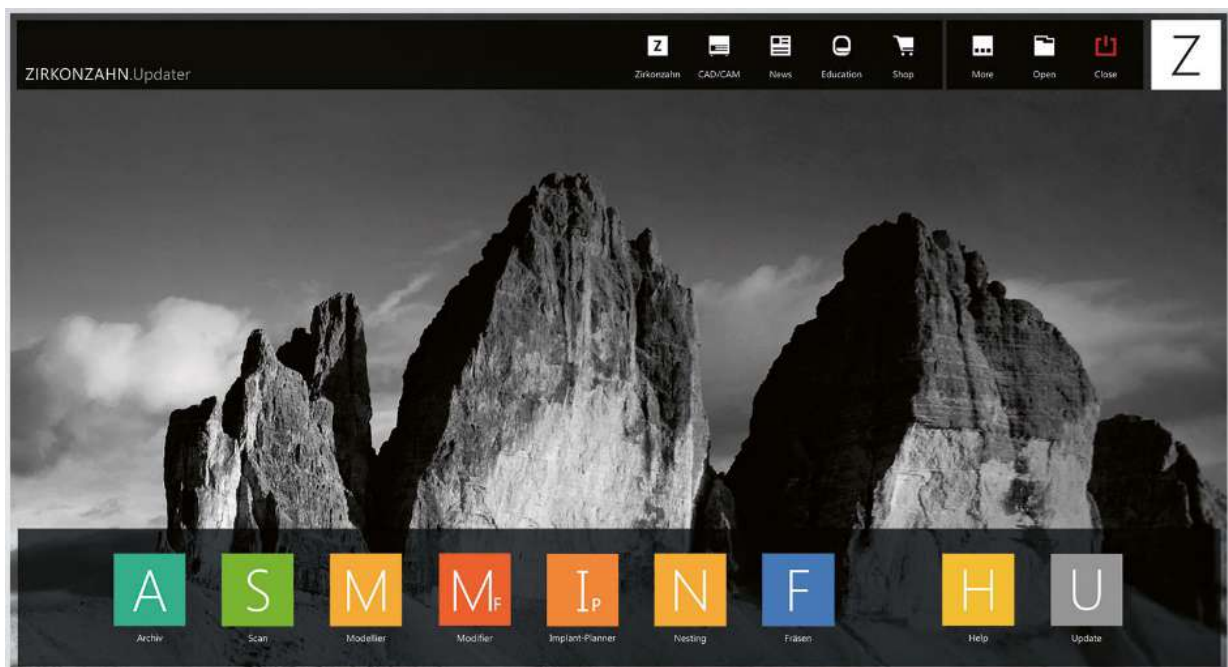 ZIRKONZAHN.Updater
Z
Zirkonzahn
CAD/CAM
News
Education
Shop
More
Open
Close
Z
A
Archiv
S
Scan
M
Modellier
MF
Modifier
IP
Implant-Planner
N
Nesting
F
Fräsen
H
Help
U
Update